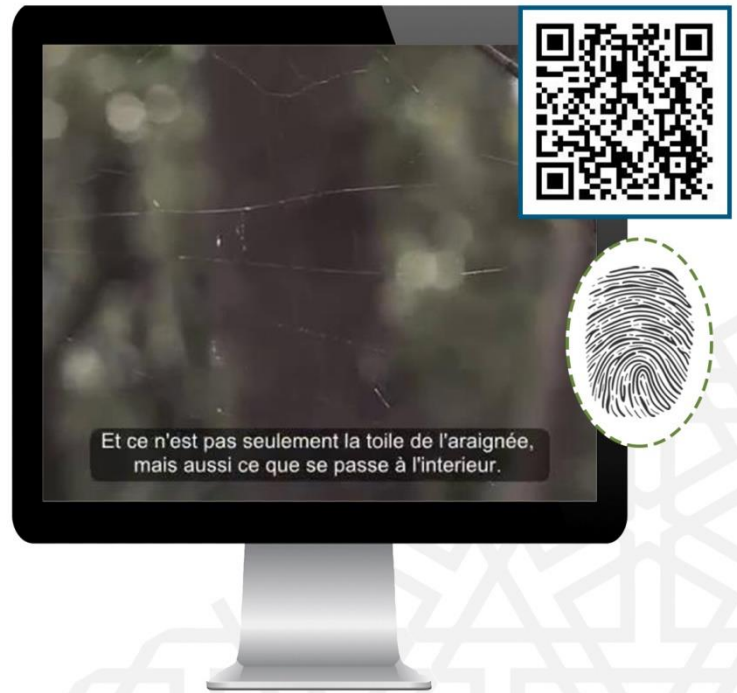 Et ce n'est pas seulement la toile de l'araignée,
mais aussi ce que se passe à l'interieur.